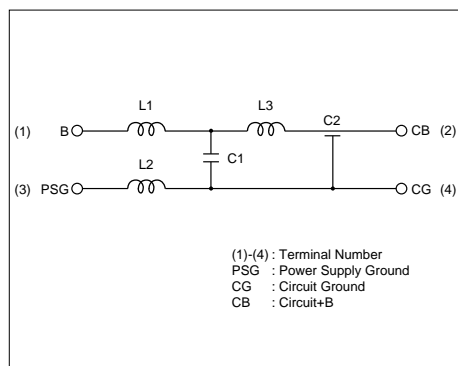 L1 L3 C2
(1) B CB (2)
C1
L2
(3) PSG CG (4)
(1)-(4) : Terminal Number
PSG : Power Supply Ground
CG : Circuit Ground
CB : Circuit+B